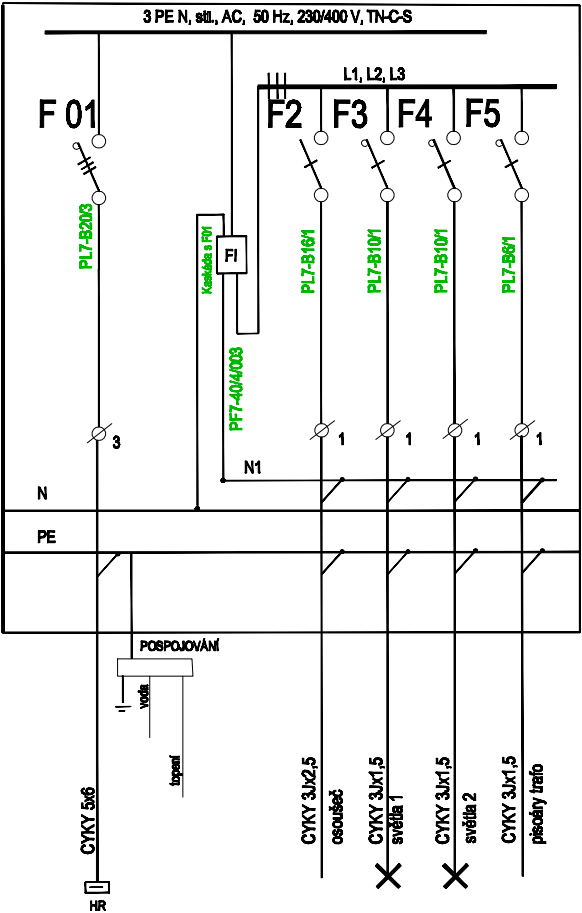 3 PE N, stř., AC, 50 Hz, 230/400 V, TN-C-S
L1, L2, L3
F 01
F2
F3
F4
F5
PL7-B20/3
Kaskáda s F01
FI
PL7-B16/1
PL7-B10/1
PL7-B10/1
PL7-B6/1
PF7-40/4/003
3
1
1
1
1
N1
N
PE
POSPOJOVÁNÍ
voda
topení
CYKY 5x6
CYKY 3Jx2,5
osoušeč
CYKY 3Jx1,5
světla 1
CYKY 3Jx1,5
světla 2
CYKY 3Jx1,5
pisoáry trafo
HR